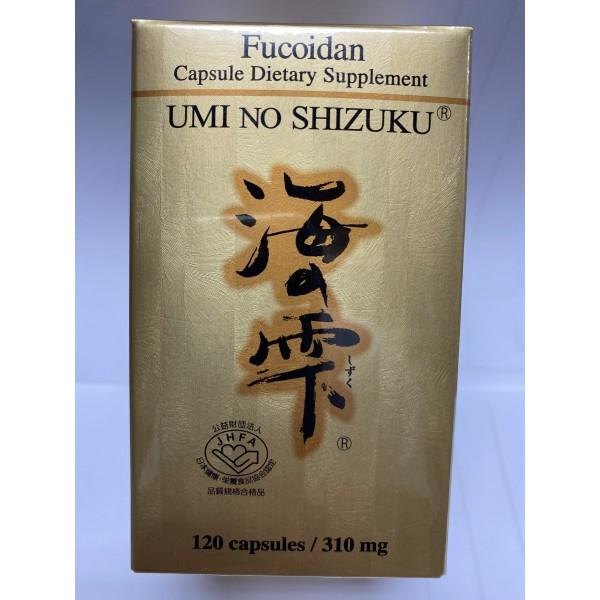 Fucoidan
Capsule Dietary Supplement
UMI NO SHIZUKU®
海の雫
しずく
®
公益財団法人
JHFA
日本健康・栄養食品協会認定
品質規格合格品
120 capsules / 310 mg